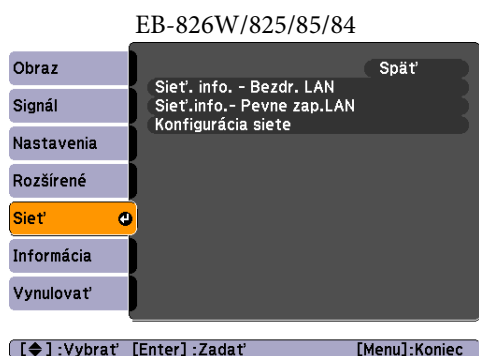 EB-826W/825/85/84
Obraz
Signál
Nastavenia
Rozšírené
Sieť
Informácia
Vynulovať
Späť
Sieť. info. - Bezdr. LAN
Sieť.info.- Pevne zap.LAN
Konfigurácia siete
[◆] :Vybrať [Enter] :Zadať [Menu]:Koniec